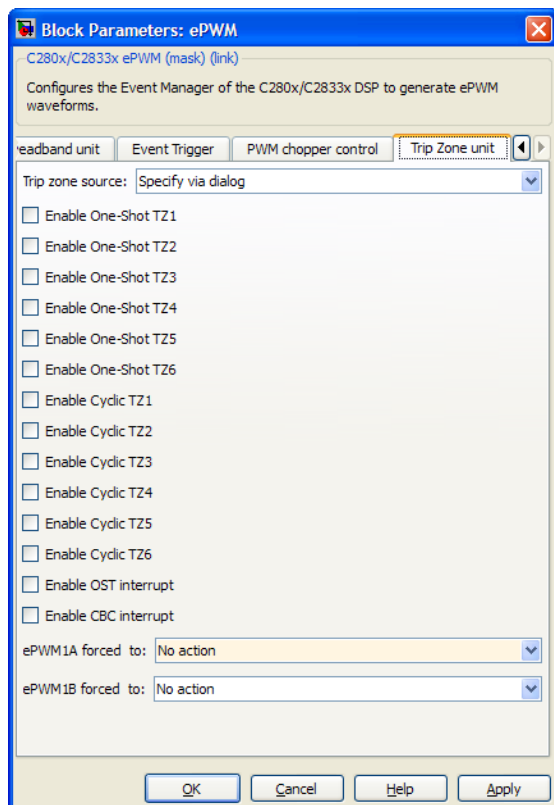 Block Parameters: ePWM
C280x/C2833x ePWM (mask) (link)
Configures the Event Manager of the C280x/C2833x DSP to generate ePWM
waveforms.
eadband unit Event Trigger PWM chopper control Trip Zone unit
Trip zone source: Specify via dialog
Enable One-Shot TZ1
Enable One-Shot TZ2
Enable One-Shot TZ3
Enable One-Shot TZ4
Enable One-Shot TZ5
Enable One-Shot TZ6
Enable Cyclic TZ1
Enable Cyclic TZ2
Enable Cyclic TZ3
Enable Cyclic TZ4
Enable Cyclic TZ5
Enable Cyclic TZ6
Enable OST interrupt
Enable CBC interrupt
ePWM1A forced to: No action
ePWM1B forced to: No action
OK Cancel Help Apply